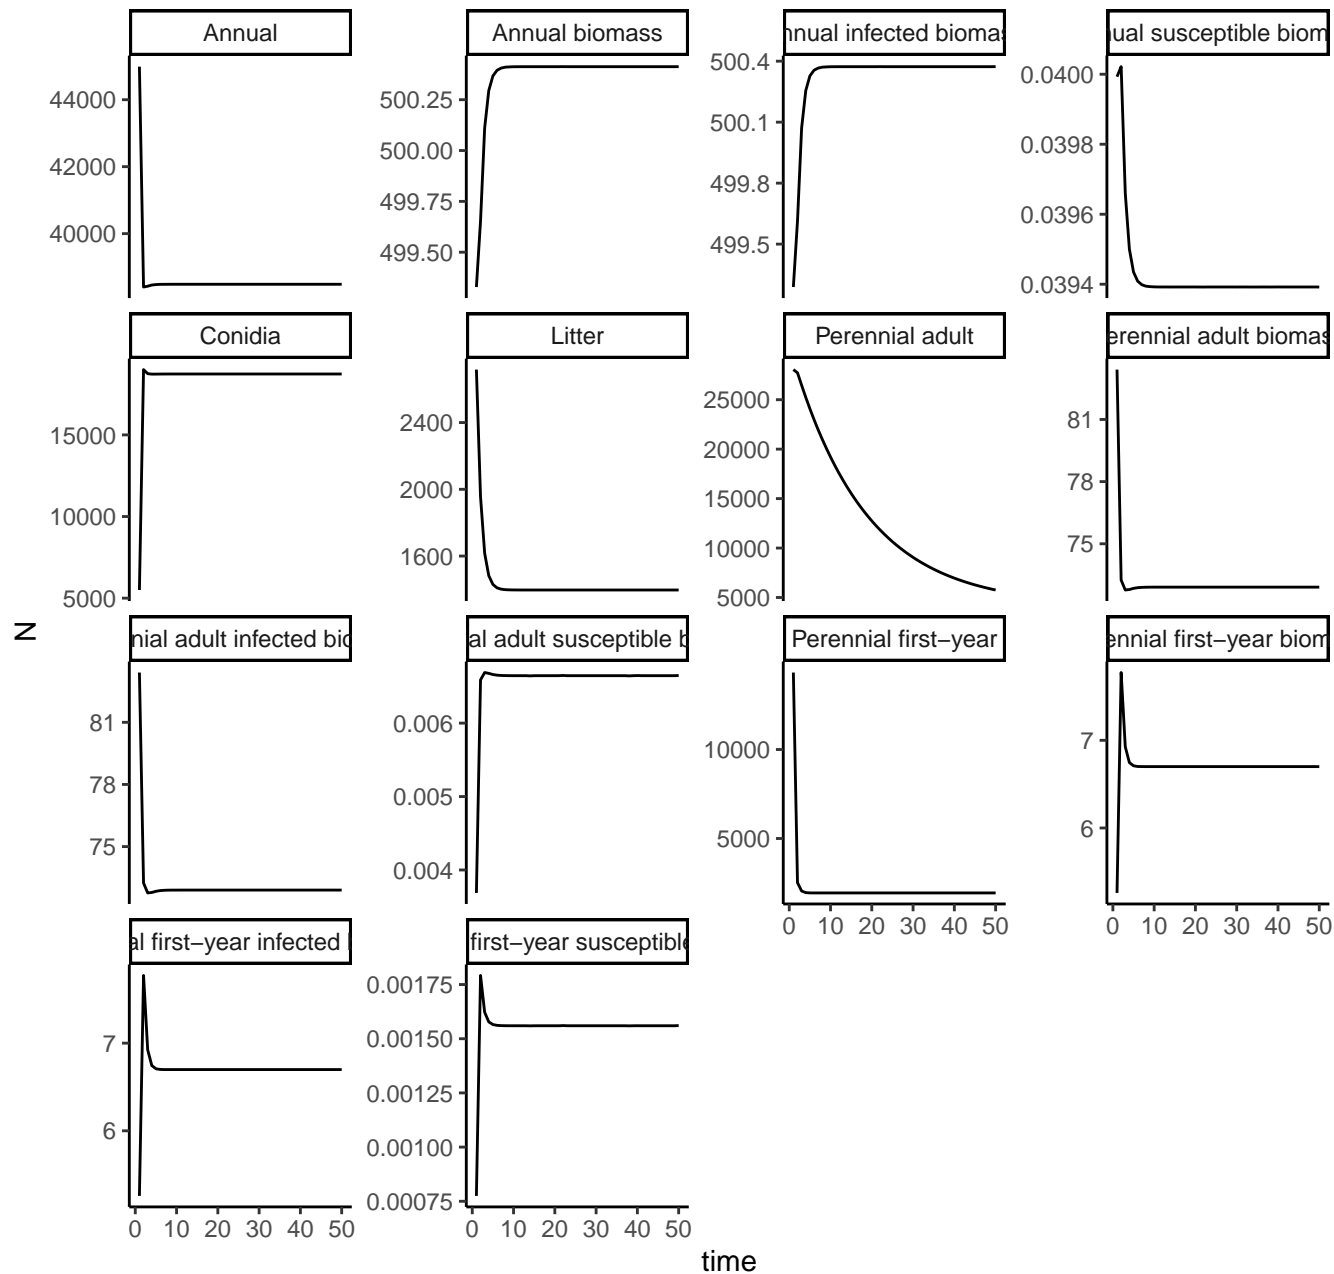 Annual
Annual biomass
nnual infected biomas
ual susceptible biom
44000
42000
40000
500.25
500.00
499.75
499.50
500.4
500.1
499.8
499.5
0.0400
0.0398
0.0396
0.0394
Conidia
Litter
Perennial adult
erennial adult biomas
15000
10000
5000
2400
2000
1600
25000
20000
15000
10000
5000
81
78
75
N
nial adult infected bio
al adult susceptible b
Perennial first−year
ennial first−year biom
81
78
75
0.006
0.005
0.004
10000
5000
7
6
0 10 20 30 40 50
0 10 20 30 40 50
al first−year infected
first−year susceptible
7
6
0.00175
0.00150
0.00125
0.00100
0.00075
0 10 20 30 40 50
0 10 20 30 40 50
time